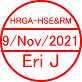 HRGA-HSE&RM
9/Nov/2021
Eri J